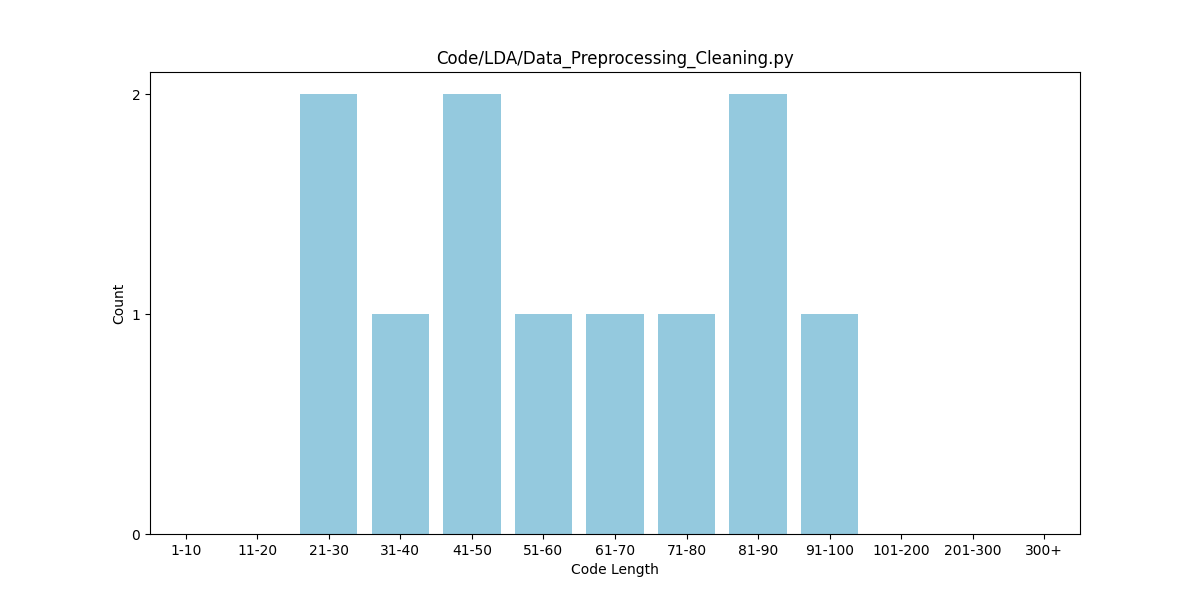 Code/LDA/Data_Preprocessing_Cleaning.py
Count
2
1
0
1-10 11-20 21-30 31-40 41-50 51-60 61-70 71-80 81-90 91-100 101-200 201-300 300+
Code Length